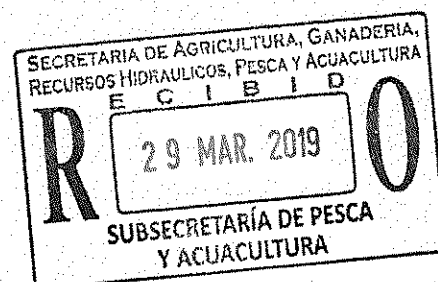 SECRETARIA DE AGRICULTURA, GANADERIA,
RECURSOS HIDRAULICOS, PESCA Y ACUACULTURA
R E C I B I D O
29 MAR. 2019
SUBSECRETARÍA DE PESCA
Y ACUACULTURA